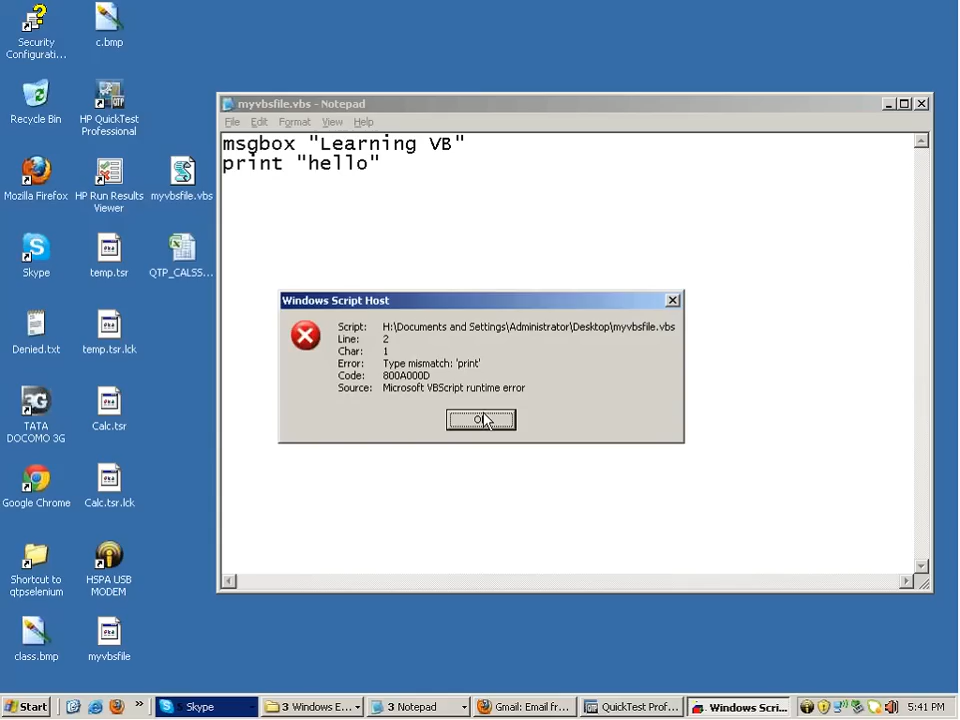 Security
Configurati...
c.bmp
Recycle Bin
HP QuickTest
Professional
Mozilla Firefox
HP Run Results
Viewer
myvbsfile.vbs
Skype
temp.tsr
QTP_CALSS...
Denied.txt
temp.tsr.lck
TATA
DOCOMO 3G
Calc.tsr
Google Chrome
Calc.tsr.lck
Shortcut to
qtpselenium
HSPA USB
MODEM
class.bmp
myvbsfile
myvbsfile.vbs - Notepad
File Edit Format View Help
msgbox "Learning VB"
print "hello"
Windows Script Host
Script: H:\Documents and Settings\Administrator\Desktop\myvbsfile.vbs
Line: 2
Char: 1
Error: Type mismatch: 'print'
Code: 800A000D
Source: Microsoft VBScript runtime error
Start
Skype
3 Windows E...
3 Notepad
Gmail: Email fr...
QuickTest Prof...
Windows Scri...
5:41 PM